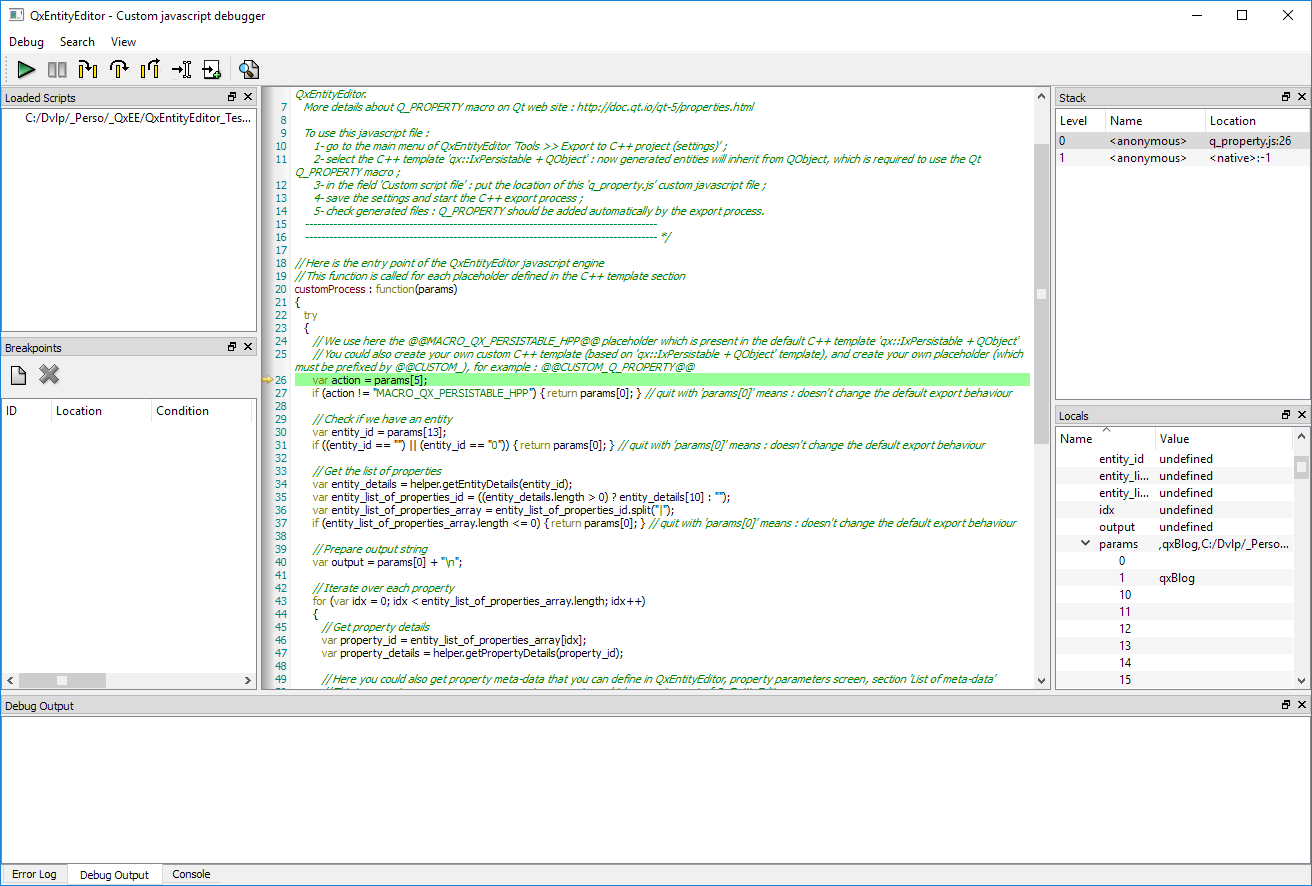 QxEntityEditor - Custom javascript debugger
Debug Search View
Loaded Scripts
C:/Dvlp/_Perso/_QxEE/QxEntityEditor_Tes...
Breakpoints
ID Location Condition
QxEntityEditor.
7 More details about Q_PROPERTY macro on Qt web site : http://doc.qt.io/qt-5/properties.html
8
9 To use this javascript file :
10 1- go to the main menu of QxEntityEditor 'Tools >> Export to C++ project (settings)' ;
11 2- select the C++ template 'qx::IxPersistable + QObject' : now generated entities will inherit from QObject, which is required to use the Qt
Q_PROPERTY macro ;
12 3- in the field 'Custom script file' : put the location of this 'q_property.js' custom javascript file ;
13 4- save the settings and start the C++ export process ;
14 5- check generated files : Q_PROPERTY should be added automatically by the export process.
15 ----------------------------------------------------------------------------------------
16 ---------------------------------------------------------------------------------------- */
17
18 // Here is the entry point of the QxEntityEditor javascript engine
19 // This function is called for each placeholder defined in the C++ template section
20 customProcess : function(params)
21 {
22 try
23 {
24 // We use here the @@MACRO_QX_PERSISTABLE_HPP@@ placeholder which is present in the default C++ template 'qx::IxPersistable + QObject'
25 // You could also create your own custom C++ template (based on 'qx::IxPersistable + QObject' template), and create your own placeholder (which
must be prefixed by @@CUSTOM_), for example : @@CUSTOM_Q_PROPERTY@@
26 var action = params[5];
27 if (action != "MACRO_QX_PERSISTABLE_HPP") { return params[0]; } // quit with 'params[0]' means : doesn't change the default export behaviour
28
29 // Check if we have an entity
30 var entity_id = params[13];
31 if ((entity_id == "") || (entity_id == "0")) { return params[0]; } // quit with 'params[0]' means : doesn't change the default export behaviour
32
33 // Get the list of properties
34 var entity_details = helper.getEntityDetails(entity_id);
35 var entity_list_of_properties_id = ((entity_details.length > 0) ? entity_details[10] : "");
36 var entity_list_of_properties_array = entity_list_of_properties_id.split("|");
37 if (entity_list_of_properties_array.length <= 0) { return params[0]; } // quit with 'params[0]' means : doesn't change the default export behaviour
38
39 // Prepare output string
40 var output = params[0] + "\n";
41
42 // Iterate over each property
43 for (var idx = 0; idx < entity_list_of_properties_array.length; idx++)
44 {
45 // Get property details
46 var property_id = entity_list_of_properties_array[idx];
47 var property_details = helper.getPropertyDetails(property_id);
48
49 // Here you could also get property meta-data that you can define in QxEntityEditor, property parameters screen, section 'List of meta-data'
Stack
Level Name Location
0 <anonymous> q_property.js:26
1 <anonymous> <native>:-1
Locals
Name Value
entity_id undefined
entity_li... undefined
entity_li... undefined
idx undefined
output undefined
params ,qxBlog,C:/Dvlp/_Perso...
0
1 qxBlog
10
11
12
13
14
15
Debug Output
Error Log Debug Output Console